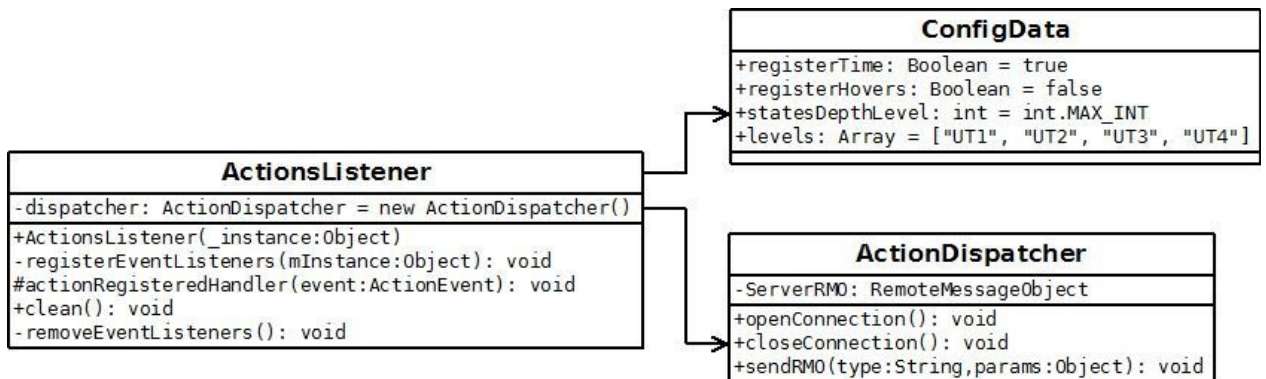 ConfigData
+registerTime: Boolean = true
+registerHovers: Boolean = false
+statesDepthLevel: int = int.MAX_INT
+levels: Array = ["UT1", "UT2", "UT3", "UT4"]
ActionsListener
-dispatcher: ActionDispatcher = new ActionDispatcher()
+ActionsListener(_instance:Object)
-registerEventListeners(mInstance:Object): void
#actionRegisteredHandler(event:ActionEvent): void
+clean(): void
-removeEventListeners(): void
ActionDispatcher
-ServerRMO: RemoteMessageObject
+openConnection(): void
+closeConnection(): void
+sendRMO(type:String,params:Object): void